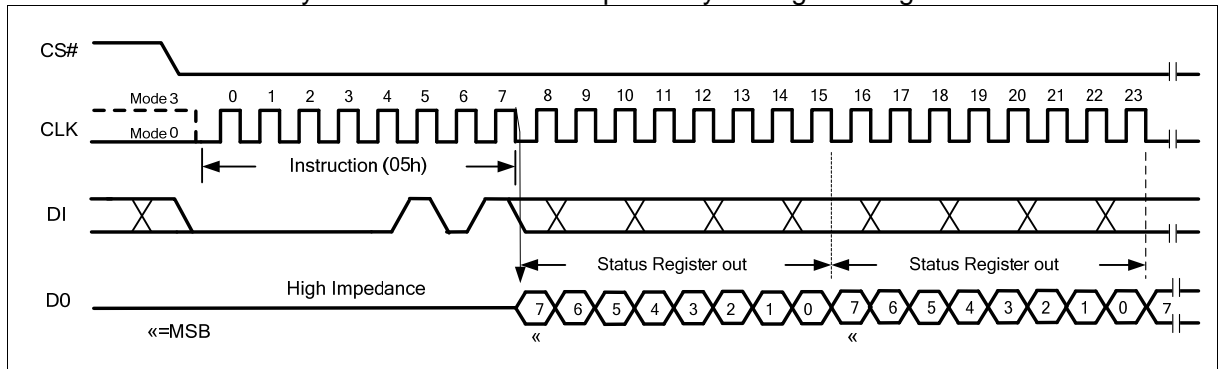 CS#
Mode 3
0 1 2 3 4 5 6 7 8 9 10 11 12 13 14 15 16 17 18 19 20 21 22 23
CLK
Mode 0
Instruction (05h)
DI
Status Register out Status Register out
High Impedance
D0
7 6 5 4 3 2 1 0 7 6 5 4 3 2 1 0 7
«=MSB
« «